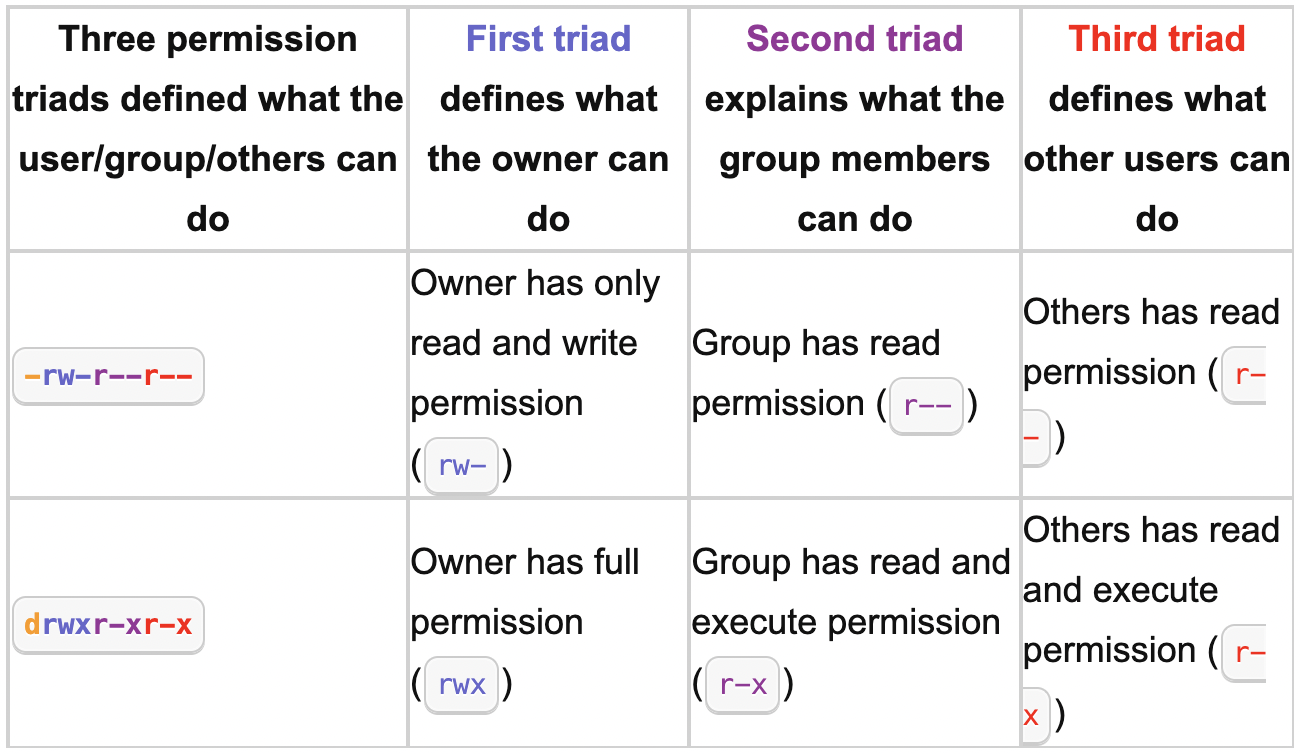 Three permission
triads defined what the
user/group/others can
do
First triad
defines what
the owner can
do
Second triad
explains what the
group members
can do
Third triad
defines what
other users can
do
-rw-r--r--
Owner has only
read and write
permission
(rw-)
Group has read
permission (r--)
Others has read
permission (r-
-)
drwxr-xr-x
Owner has full
permission
(rwx)
Group has read and
execute permission
(r-x)
Others has read
and execute
permission (r-
x)